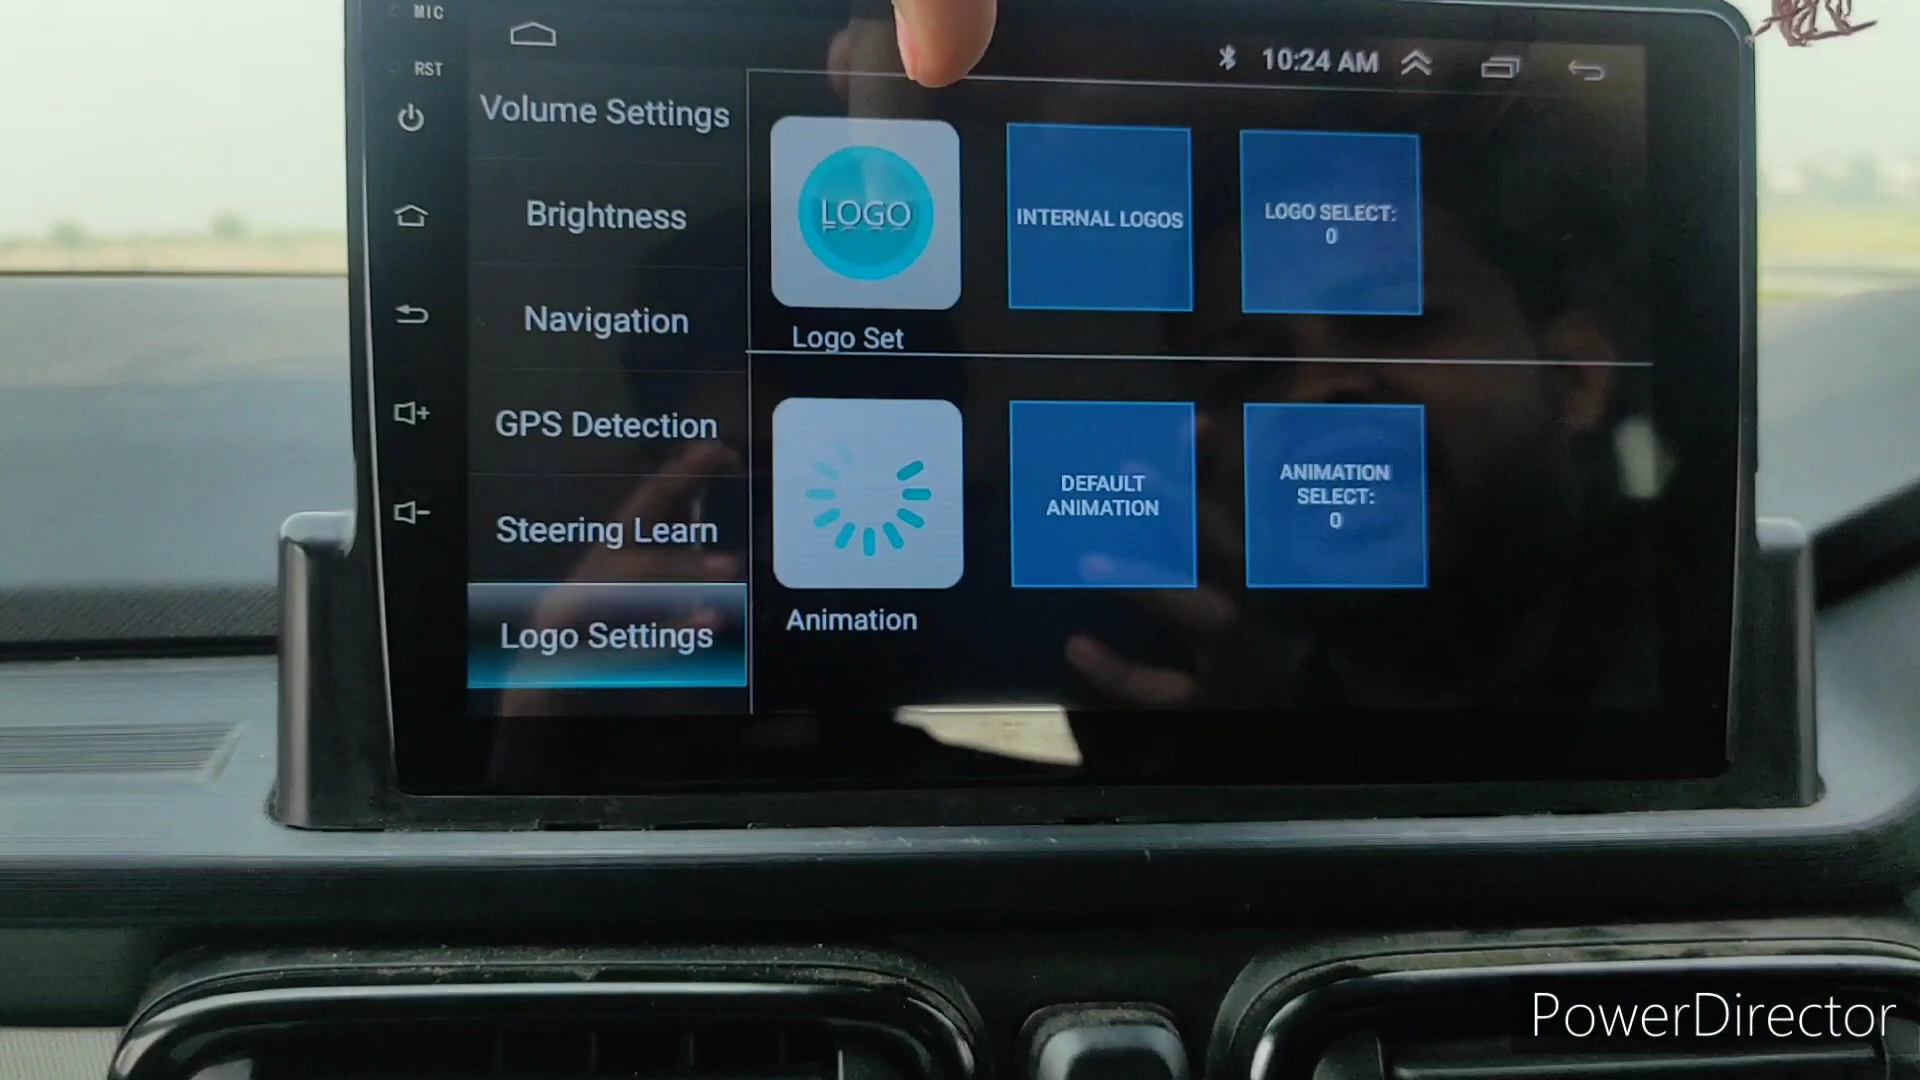 MIC
RST
10:24 AM
Volume Settings
Brightness
Navigation
GPS Detection
Steering Learn
Logo Settings
LOGO
Logo Set
INTERNAL LOGOS
LOGO SELECT:
0
Animation
DEFAULT
ANIMATION
ANIMATION
SELECT:
0
PowerDirector